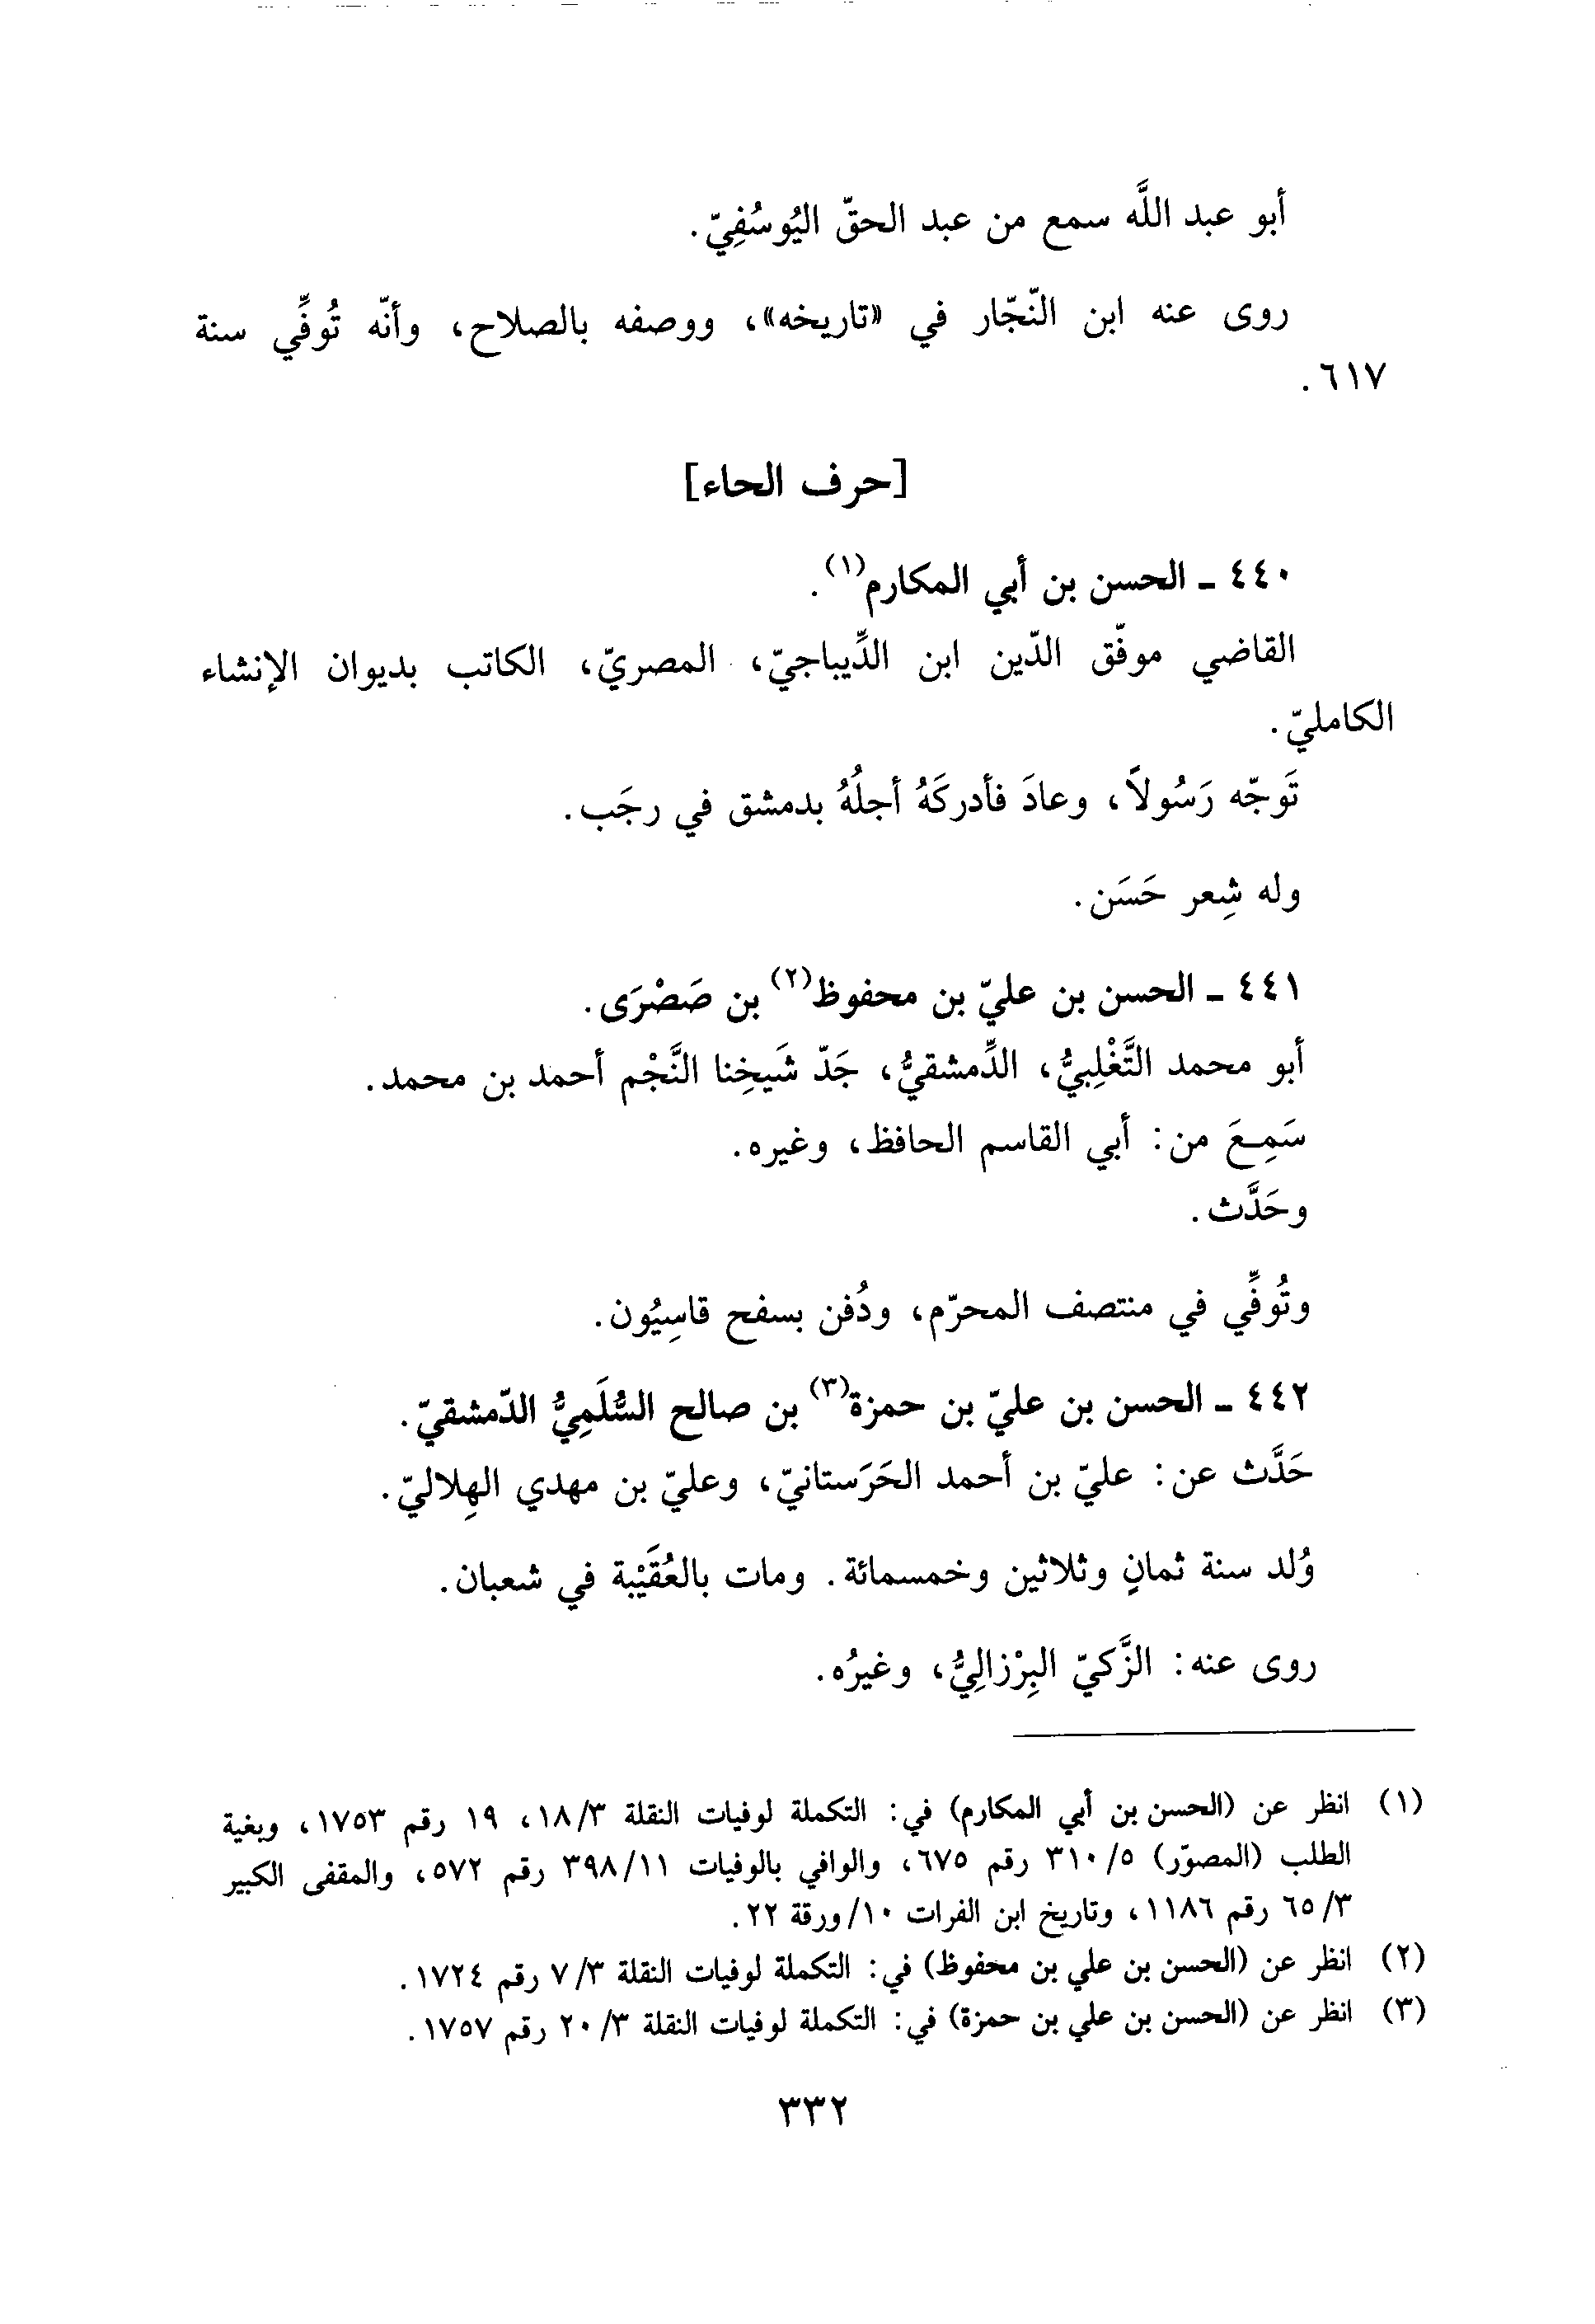 أبو عبد اللَّه سمع من عبد الحقّ اليُوسُفِيّ.
روى عنه ابن النّجّار في «تاريخه»، ووصفه بالصلاح، وأنّه تُوفِّي سنة
٦١٧.
[حرف الحاء]
٤٤٠ ـ الحسن بن أبي المكارم(١).
القاضي موفّق الدّين ابن الدِّيباجيّ، المصريّ، الكاتب بديوان الإنشاء
الكامليّ.
تَوجّه رَسُولاً، وعادَ فأدركَهُ أجلُهُ بدمشق في رجَب.
وله شِعر حَسَن.
٤٤١ ـ الحسن بن عليّ بن محفوظ(٢) بن صَصْرَى.
أبو محمد التَّغْلِبيُّ، الدِّمشقيُّ، جَدّ شَيخِنا النَّجْم أحمد بن محمد.
سَمِعَ من: أبي القاسم الحافظ، وغيره.
وحَدَّث.
وتُوفِّي في منتصف المحرّم، ودُفن بسفح قاسِيُون.
٤٤٢ ـ الحسن بن عليّ بن حمزة(٣) بن صالح السُّلَمِيُّ الدّمشقيّ.
حَدَّث عن: عليّ بن أحمد الحَرَستانيّ، وعليّ بن مهدي الهِلاليّ.
وُلد سنة ثمانٍ وثلاثين وخمسمائة. ومات بالعُقَيْبة في شعبان.
روى عنه: الزَّكيّ البِرْزالِيُّ، وغيرُه.
(١) انظر عن (الحسن بن أبي المكارم) في: التكملة لوفيات النقلة ٣/ ١٨، ١٩ رقم ١٧٥٣، وبغية
الطلب (المصوّر) ٥/ ٣١٠ رقم ٦٧٥، والوافي بالوفيات ١١/ ٣٩٨ رقم ٥٧٢، والمقفى الكبير
٣/ ٦٥ رقم ١١٨٦، وتاريخ ابن الفرات ١٠/ ورقة ٢٢.
(٢) انظر عن (الحسن بن علي بن محفوظ) في: التكملة لوفيات النقلة ٣/ ٧ رقم ١٧٢٤.
(٣) انظر عن (الحسن بن علي بن حمزة) في: التكملة لوفيات النقلة ٣/ ٢٠ رقم ١٧٥٧.
٣٣٢